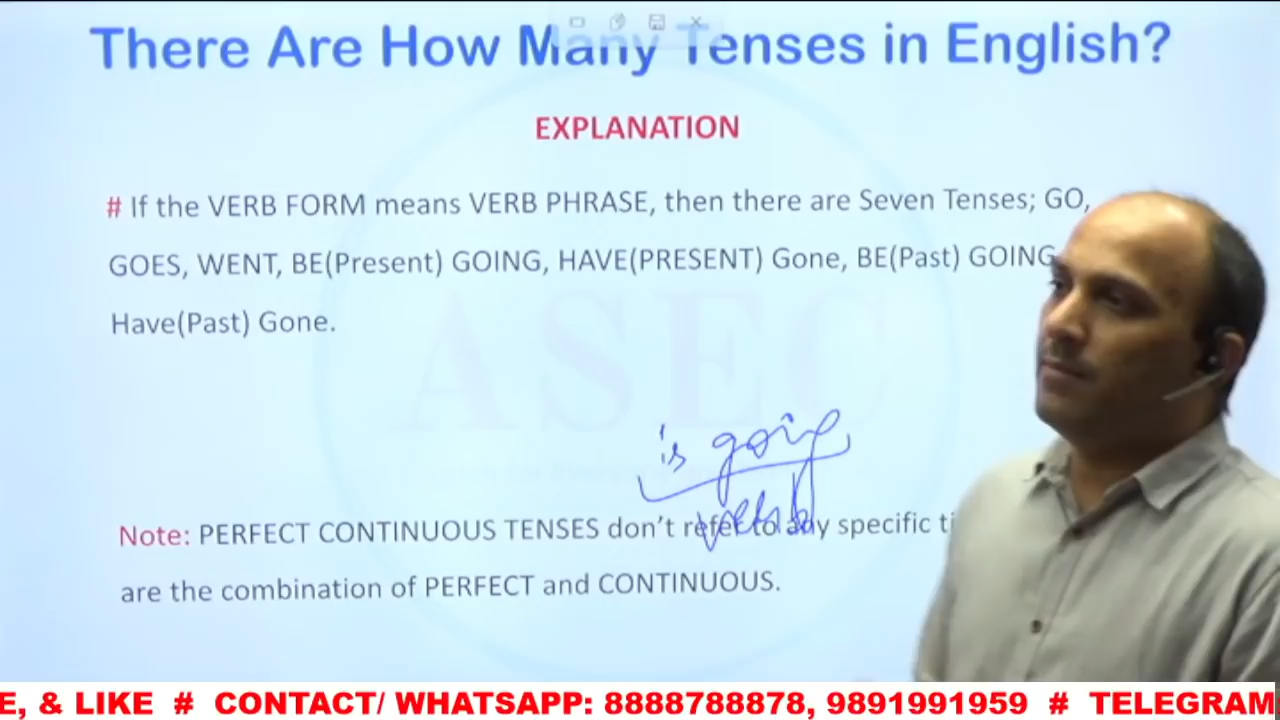 There Are How Many Tenses in English?
EXPLANATION
# If the VERB FORM means VERB PHRASE, then there are Seven Tenses; GO,
GOES, WENT, BE(Present) GOING, HAVE(PRESENT) Gone, BE(Past) GOING
Have(Past) Gone.
ASEC
is going
verb
Note: PERFECT CONTINUOUS TENSES don't refer to any specific ti
are the combination of PERFECT and CONTINUOUS.
E, & LIKE # CONTACT/ WHATSAPP: 8888788878, 9891991959 # TELEGRAM